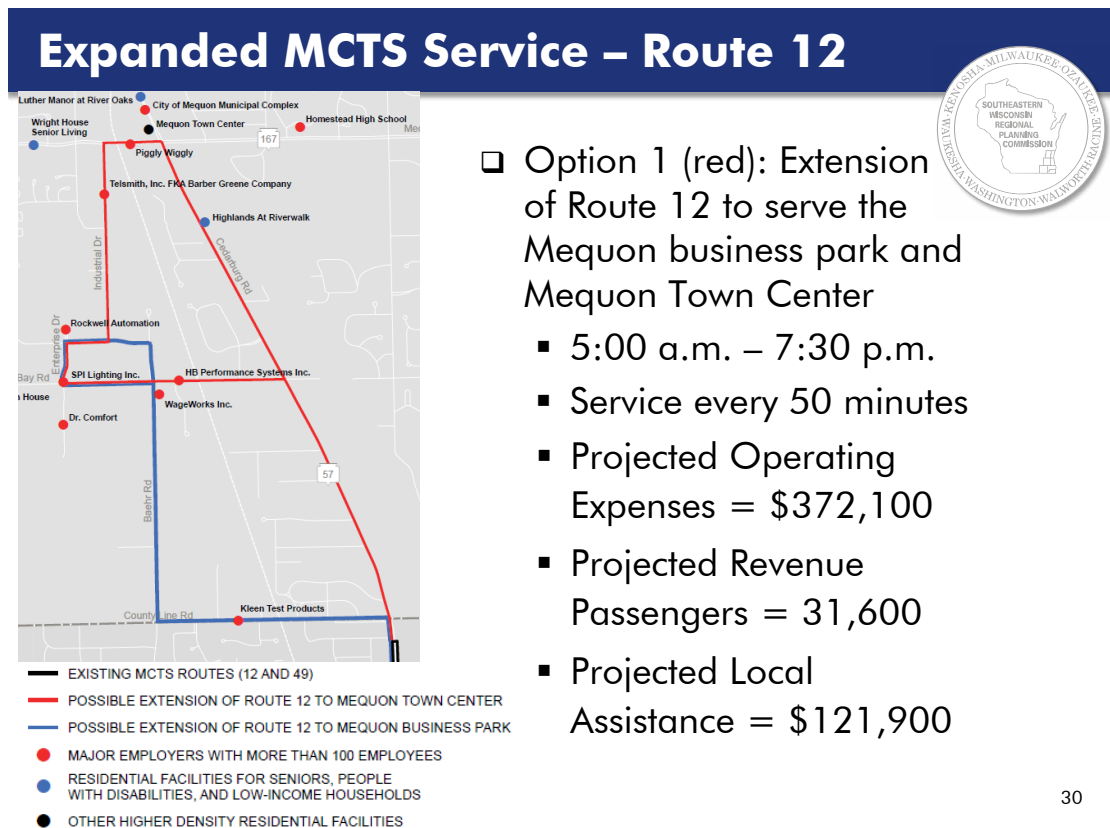 Expanded MCTS Service – Route 12
KENOSHA·MILWAUKEE·OZAUKEE·RACINE·WALWORTH·WASHINGTON·WAUKESHA
SOUTHEASTERN
WISCONSIN
REGIONAL
PLANNING
COMMISSION
Luther Manor at River Oaks
City of Mequon Municipal Complex
Wright House
Senior Living
Mequon Town Center
Homestead High School
Meq
167
Piggly Wiggly
Telsmith, Inc. FKA Barber Greene Company
Highlands At Riverwalk
Industrial Dr
Cedarburg Rd
Rockwell Automation
Enterprise Dr
Bay Rd
SPI Lighting Inc.
HB Performance Systems Inc.
n House
WageWorks Inc.
Dr. Comfort
57
Baehr Rd
County Line Rd
Kleen Test Products
EXISTING MCTS ROUTES (12 AND 49)
POSSIBLE EXTENSION OF ROUTE 12 TO MEQUON TOWN CENTER
POSSIBLE EXTENSION OF ROUTE 12 TO MEQUON BUSINESS PARK
MAJOR EMPLOYERS WITH MORE THAN 100 EMPLOYEES
RESIDENTIAL FACILITIES FOR SENIORS, PEOPLE
WITH DISABILITIES, AND LOW-INCOME HOUSEHOLDS
OTHER HIGHER DENSITY RESIDENTIAL FACILITIES
Option 1 (red): Extension
of Route 12 to serve the
Mequon business park and
Mequon Town Center
5:00 a.m. – 7:30 p.m.
Service every 50 minutes
Projected Operating
Expenses = $372,100
Projected Revenue
Passengers = 31,600
Projected Local
Assistance = $121,900
30